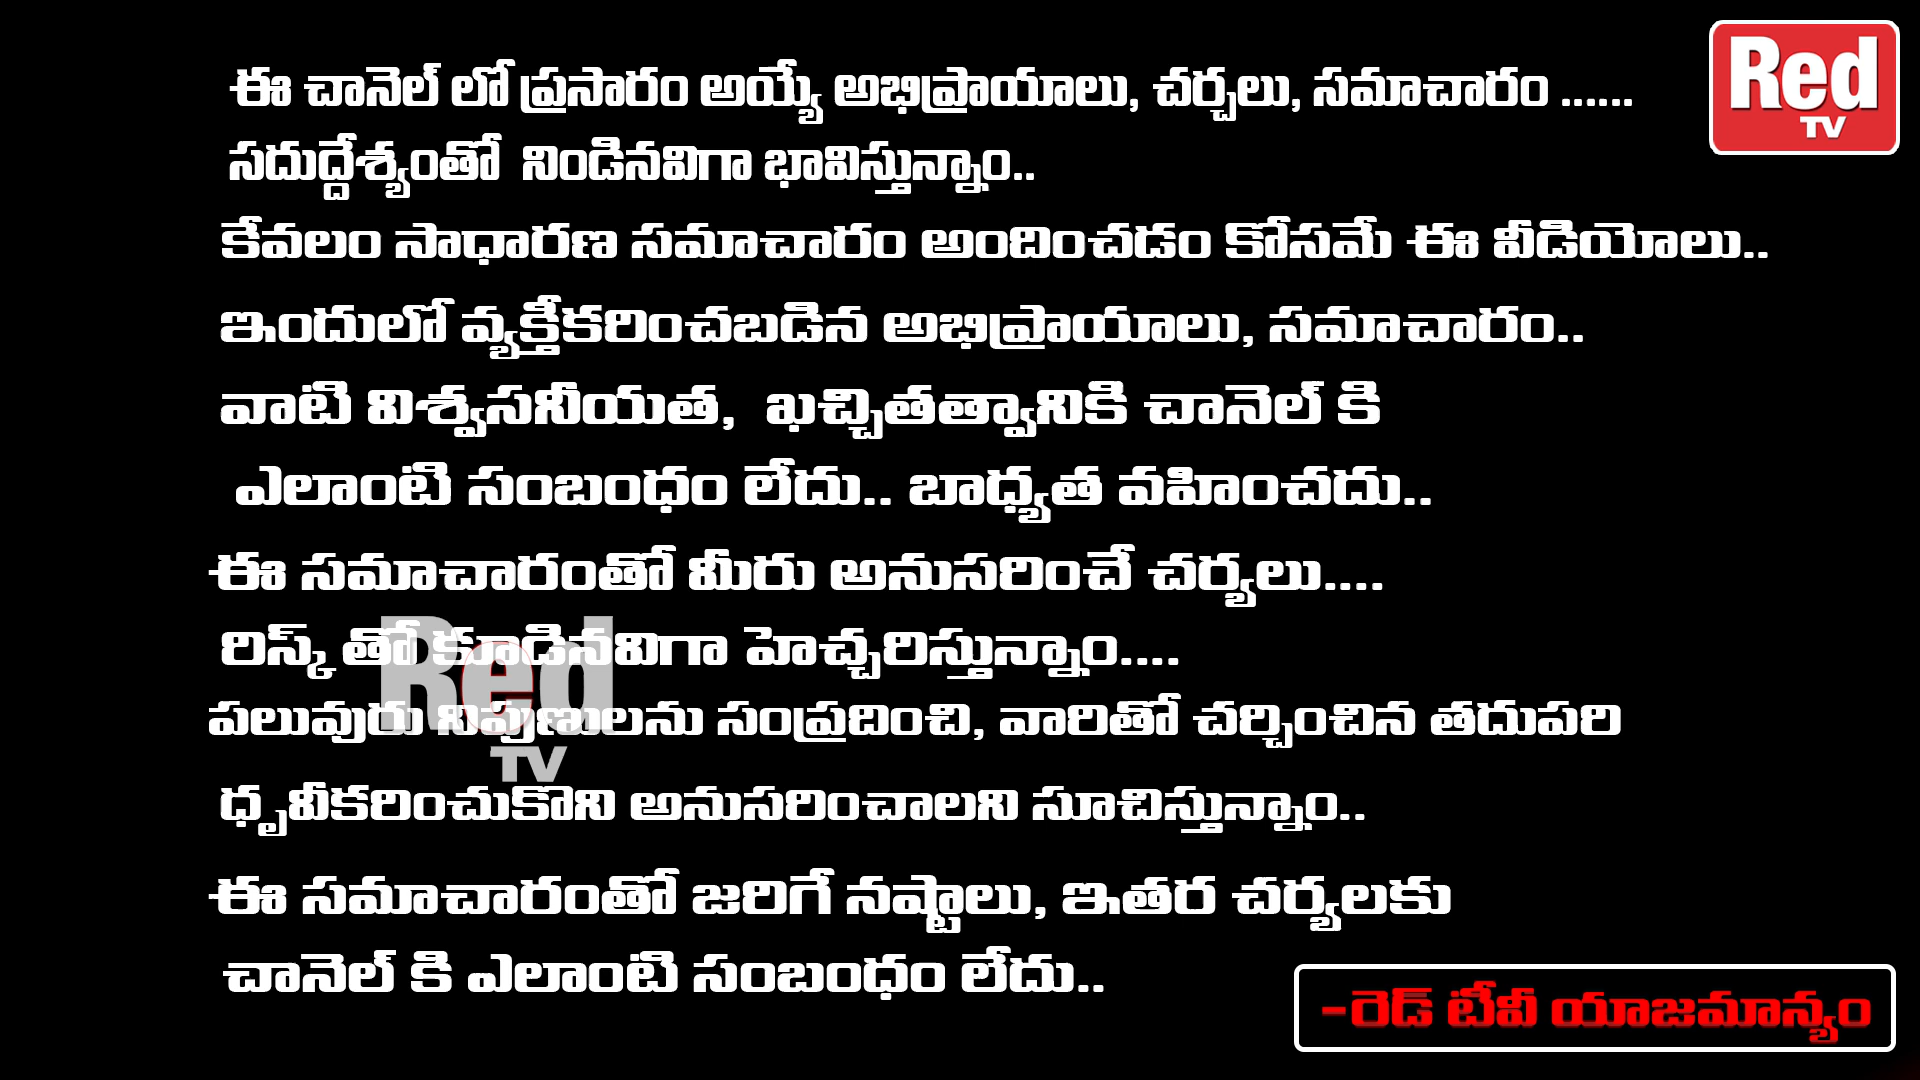 ఈ చానెల్ లో ప్రసారం అయ్యే అభిప్రాయాలు, చర్చలు, సమాచారం ......
Red
TV
సదుద్దేశ్యంతో నిండినవిగా భావిస్తున్నాం..
కేవలం సాధారణ సమాచారం అందించడం కోసమే ఈ వీడియోలు..
ఇందులో వ్యక్తీకరించబడిన అభిప్రాయాలు, సమాచారం..
వాటి విశ్వసనీయత, ఖచ్చితత్వానికి చానెల్ కి
ఎలాంటి సంబంధం లేదు.. బాధ్యత వహించదు..
ఈ సమాచారంతో మీరు అనుసరించే చర్యలు....
రిస్క్ తో కూడినవిగా హెచ్చరిస్తున్నాం....
పలువురు నిపుణులను సంప్రదించి, వారితో చర్చించిన తదుపరి
Red
TV
ధృవీకరించుకొని అనుసరించాలని సూచిస్తున్నాం..
ఈ సమాచారంతో జరిగే నష్టాలు, ఇతర చర్యలకు
చానెల్ కి ఎలాంటి సంబంధం లేదు..
-రెడ్ టీవీ యాజమాన్యం